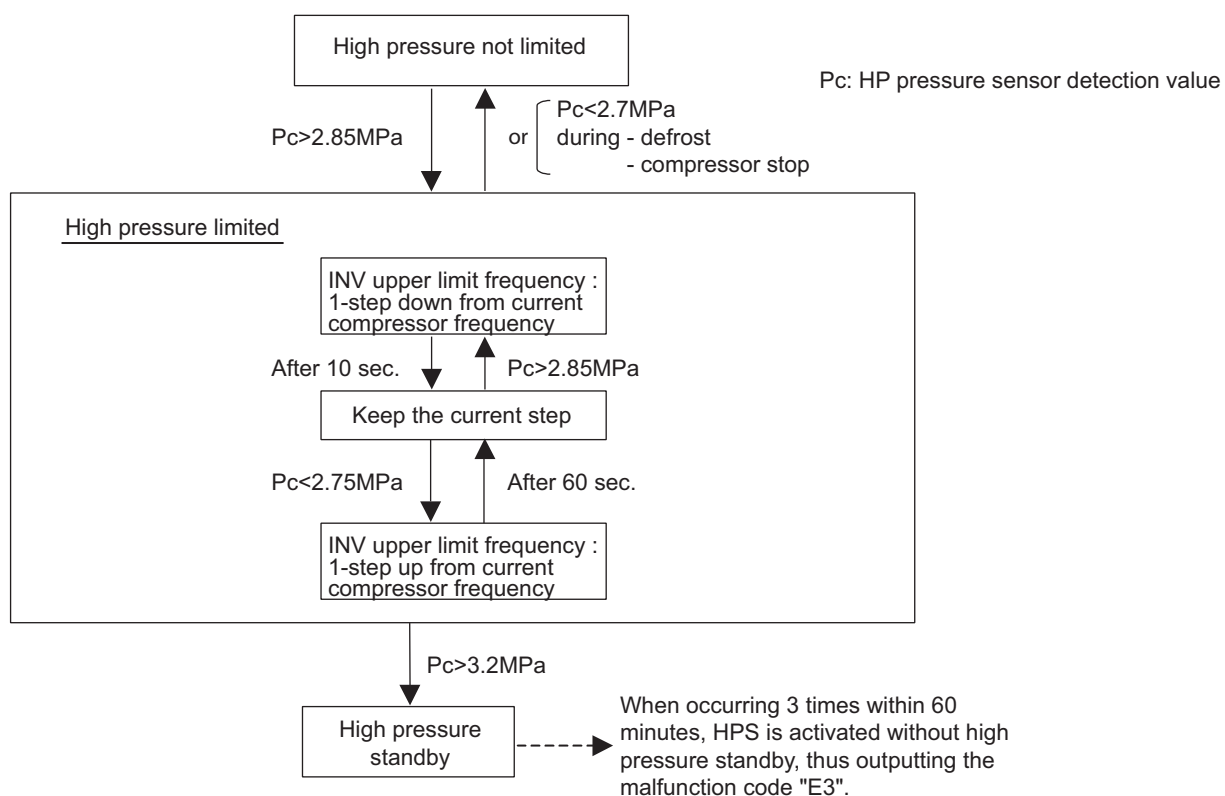 High pressure not limited
Pc: HP pressure sensor detection value
Pc>2.85MPa
or
Pc<2.7MPa
during - defrost
- compressor stop
High pressure limited
INV upper limit frequency :
1-step down from current
compressor frequency
After 10 sec.
Pc>2.85MPa
Keep the current step
Pc<2.75MPa
After 60 sec.
INV upper limit frequency :
1-step up from current
compressor frequency
Pc>3.2MPa
High pressure
standby
When occurring 3 times within 60
minutes, HPS is activated without high
pressure standby, thus outputting the
malfunction code "E3".